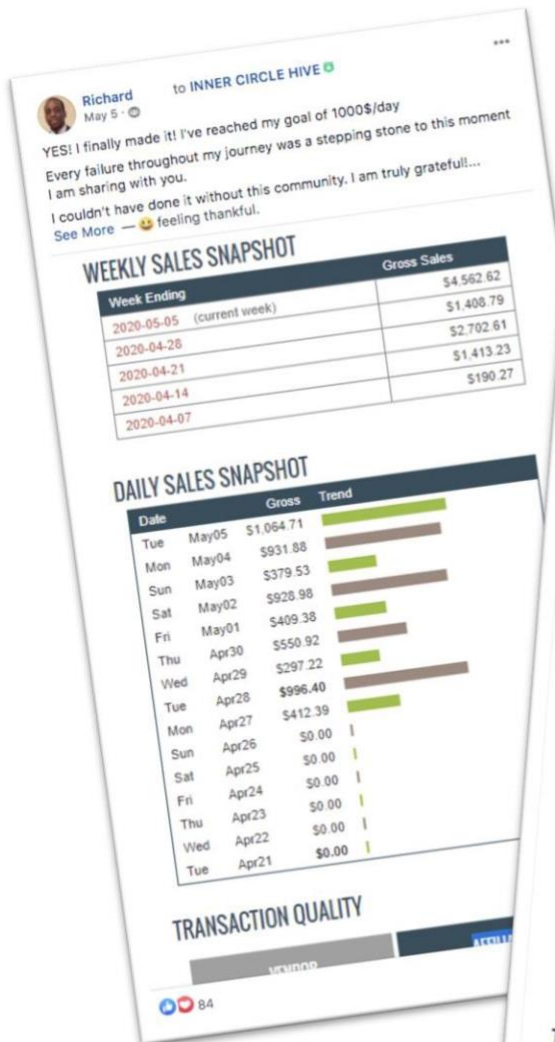 Richard to INNER CIRCLE HIVE
May 5 ·
YES! I finally made it! I've reached my goal of 1000$/day
Every failure throughout my journey was a stepping stone to this moment
I am sharing with you.
I couldn't have done it without this community. I am truly grateful!...
See More — feeling thankful.
WEEKLY SALES SNAPSHOT
Week Ending Gross Sales
2020-05-05 (current week) $4,562.62
2020-04-28 $1,408.79
2020-04-21 $2,702.61
2020-04-14 $1,413.23
2020-04-07 $190.27
DAILY SALES SNAPSHOT
Date Gross Trend
Tue May05 $1,064.71
Mon May04 $931.88
Sun May03 $379.53
Sat May02 $928.98
Fri May01 $409.38
Thu Apr30 $550.92
Wed Apr29 $297.22
Tue Apr28 $996.40
Mon Apr27 $412.39
Sun Apr26 $0.00
Sat Apr25 $0.00
Fri Apr24 $0.00
Thu Apr23 $0.00
Wed Apr22 $0.00
Tue Apr21 $0.00
TRANSACTION QUALITY
VENDOR
84